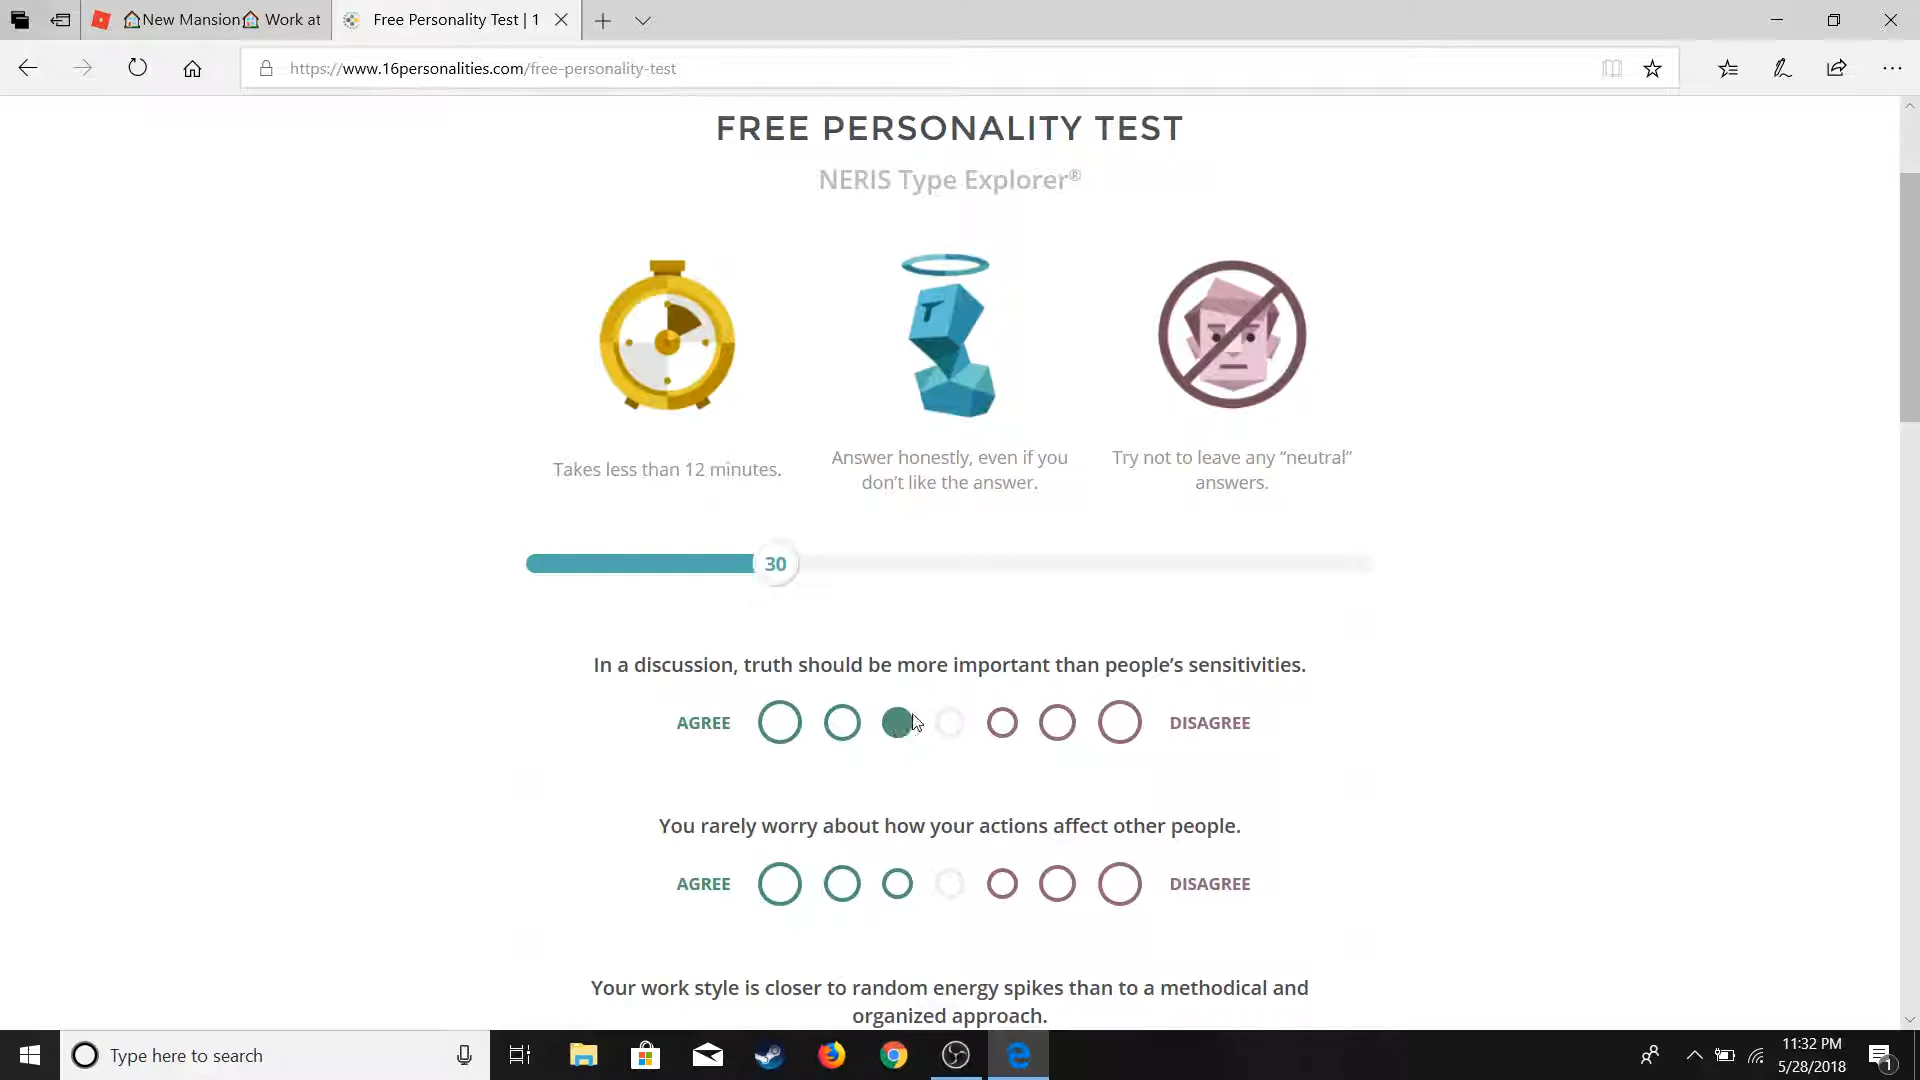 🏠New Mansion🏠 Work at
Free Personality Test | 1
https://www.16personalities.com/free-personality-test
FREE PERSONALITY TEST
NERIS Type Explorer®
Takes less than 12 minutes.
Answer honestly, even if you
don’t like the answer.
Try not to leave any “neutral”
answers.
30
In a discussion, truth should be more important than people’s sensitivities.
AGREE DISAGREE
You rarely worry about how your actions affect other people.
AGREE DISAGREE
Your work style is closer to random energy spikes than to a methodical and
organized approach.
Type here to search
11:32 PM
5/28/2018
1